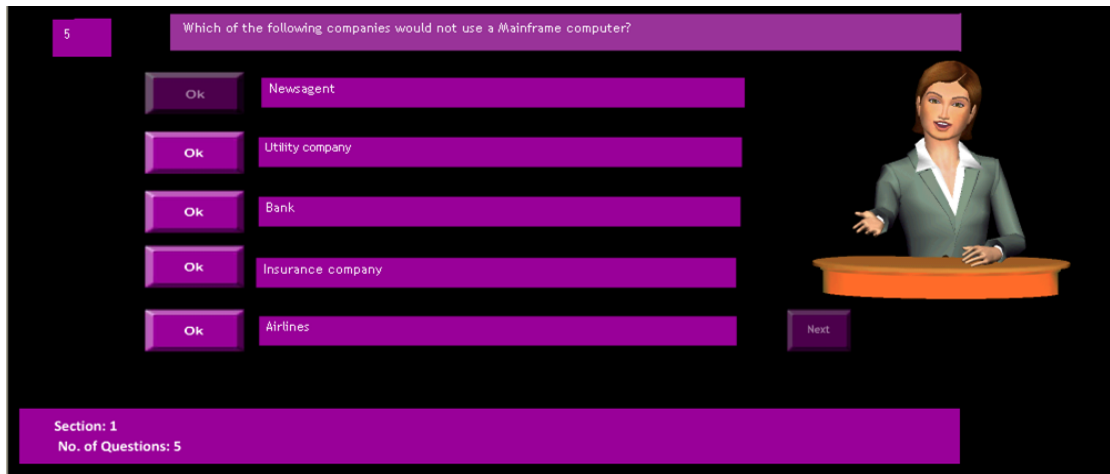 5
Which of the following companies would not use a Mainframe computer?
Ok
Newsagent
Ok
Utility company
Ok
Bank
Ok
Insurance company
Ok
Airlines
Next
Section: 1
No. of Questions: 5